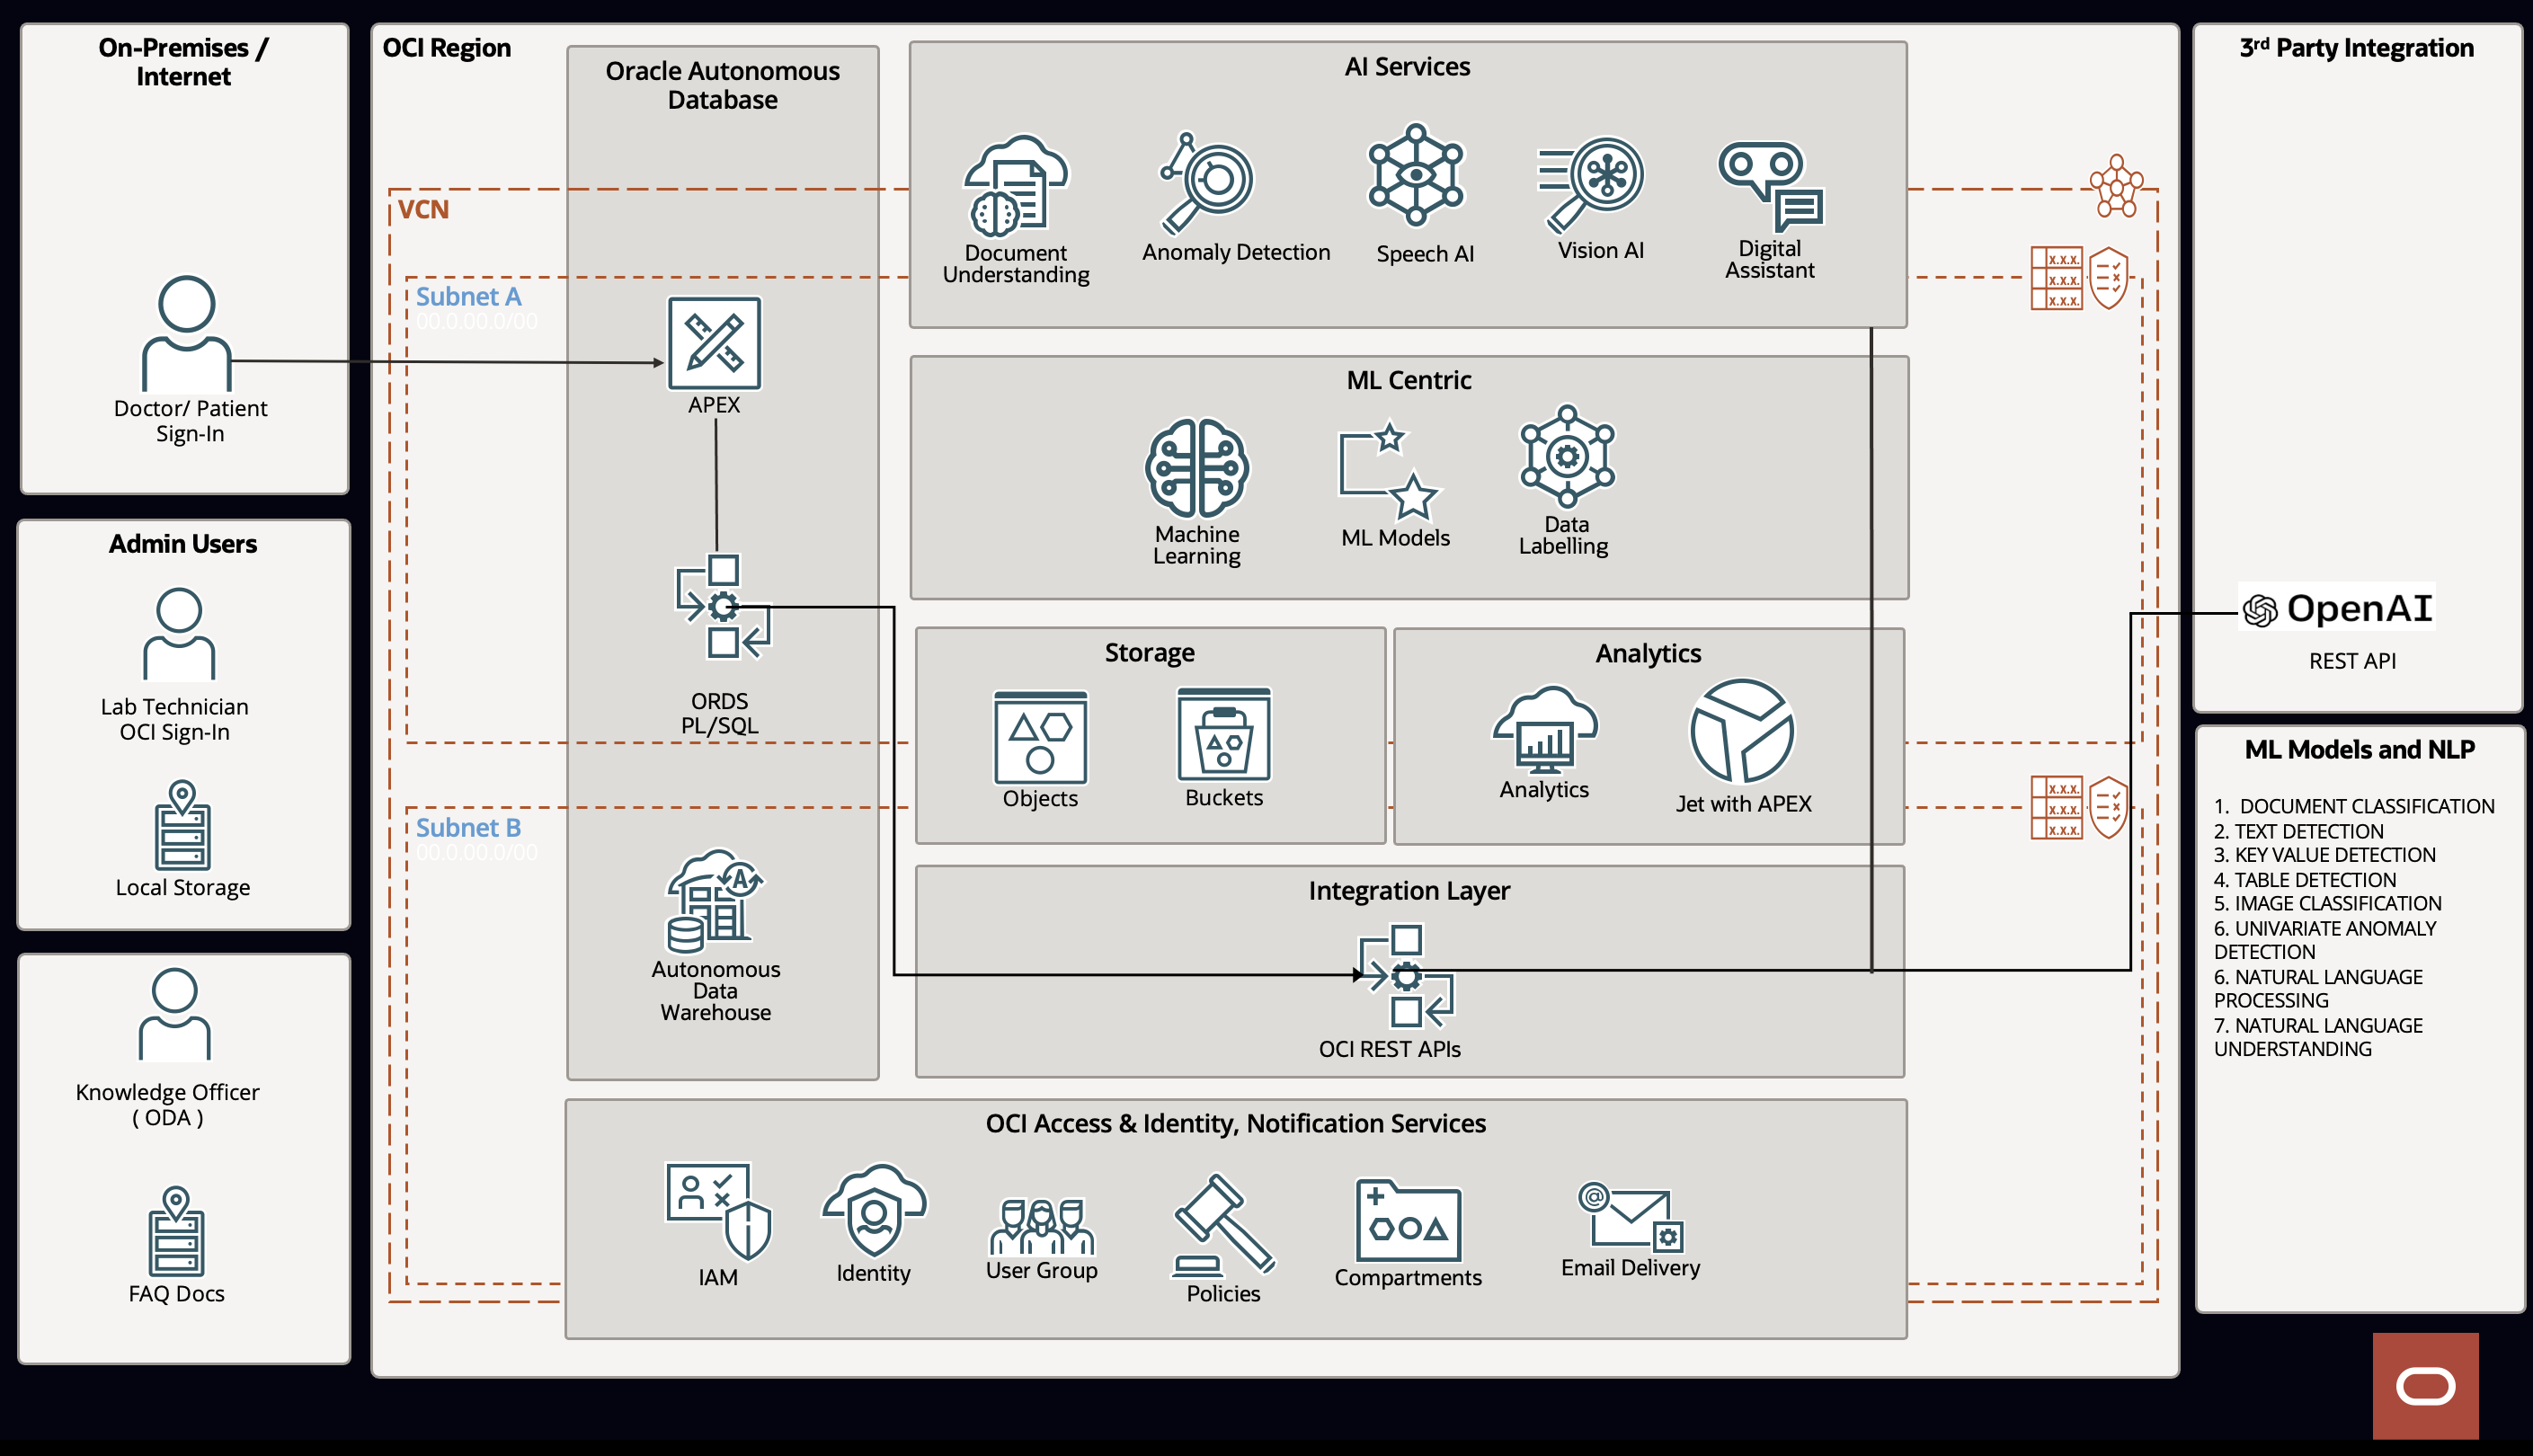 On-Premises /
Internet
Doctor/ Patient
Sign-In
Admin Users
Lab Technician
OCI Sign-In
Local Storage
Knowledge Officer
( ODA )
FAQ Docs
OCI Region
VCN
Subnet A
00.0.00.0/00
Subnet B
00.0.00.0/00
Oracle Autonomous
Database
APEX
ORDS
PL/SQL
A
Autonomous
Data
Warehouse
AI Services
Document
Understanding
Anomaly Detection
Speech AI
Vision AI
Digital
Assistant
ML Centric
Machine
Learning
ML Models
Data
Labelling
Storage
Objects
Buckets
Analytics
Analytics
Jet with APEX
Integration Layer
OCI REST APIs
OCI Access & Identity, Notification Services
IAM
Identity
User Group
Policies
Compartments
@
Email Delivery
x.x.x.
x.x.x.
x.x.x.
x.x.x.
x.x.x.
x.x.x.
3rd Party Integration
OpenAI
REST API
ML Models and NLP
1. DOCUMENT CLASSIFICATION
2. TEXT DETECTION
3. KEY VALUE DETECTION
4. TABLE DETECTION
5. IMAGE CLASSIFICATION
6. UNIVARIATE ANOMALY
DETECTION
6. NATURAL LANGUAGE
PROCESSING
7. NATURAL LANGUAGE
UNDERSTANDING